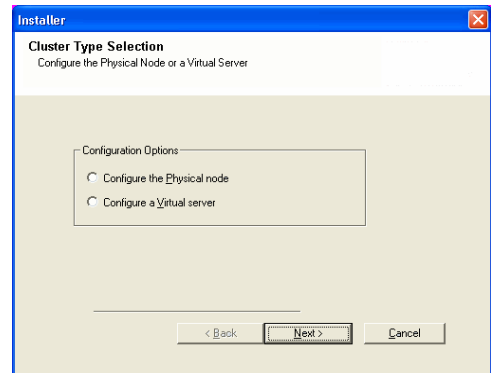 Installer
Cluster Type Selection
Configure the Physical Node or a Virtual Server
Configuration Options
Configure the Physical node
Configure a Virtual server
< Back Next > Cancel